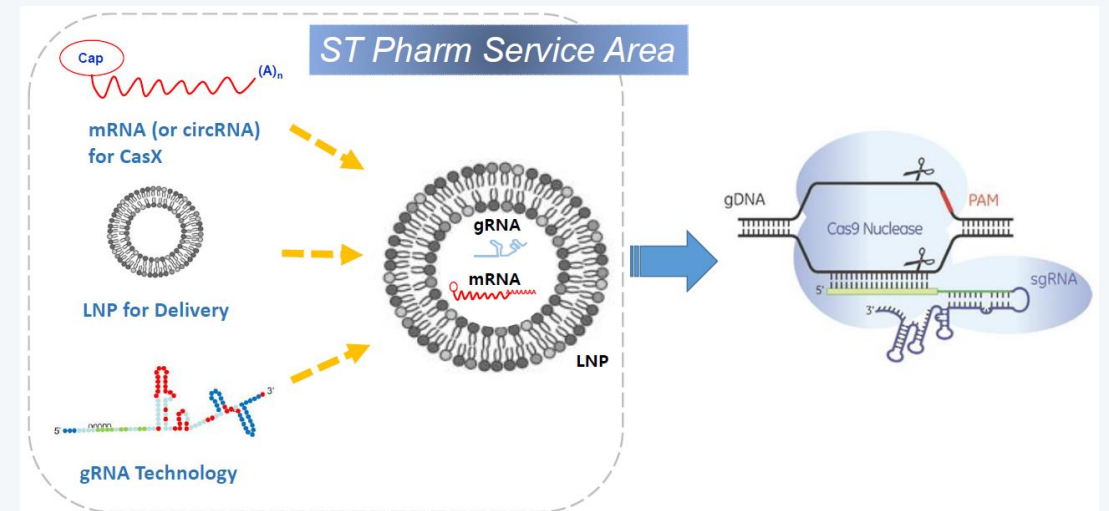 ST Pharm Service Area
Cap
(A)n
mRNA (or circRNA)
for CasX
LNP for Delivery
5'
3'
gRNA Technology
gRNA
mRNA
LNP
gDNA
PAM
Cas9 Nuclease
sgRNA
5'
3'